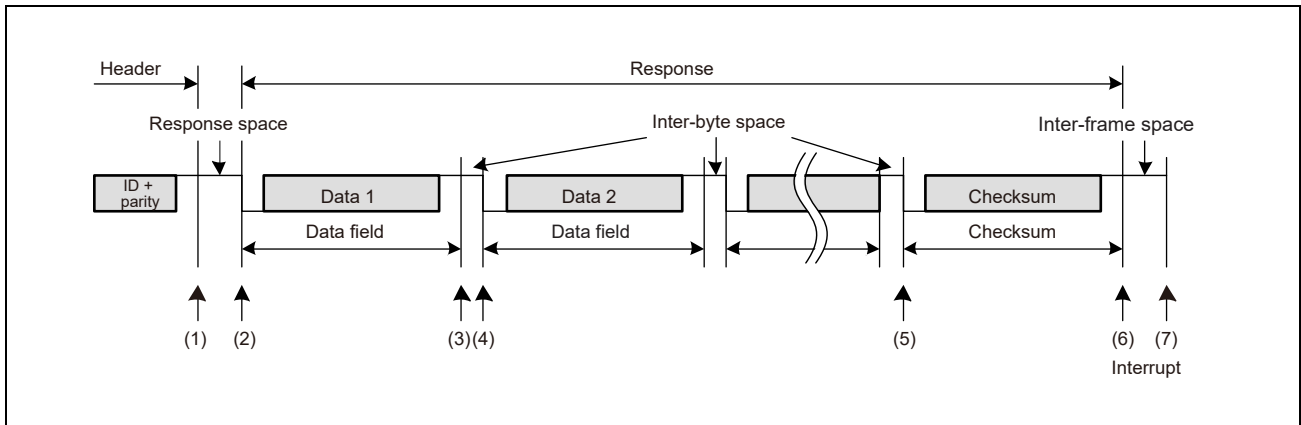 Header
Response
Response space
Inter-byte space
Inter-frame space
ID +
parity
Data 1
Data 2
Checksum
Data field
Data field
Checksum
(1)
(2)
(3)
(4)
(5)
(6)
(7)
Interrupt